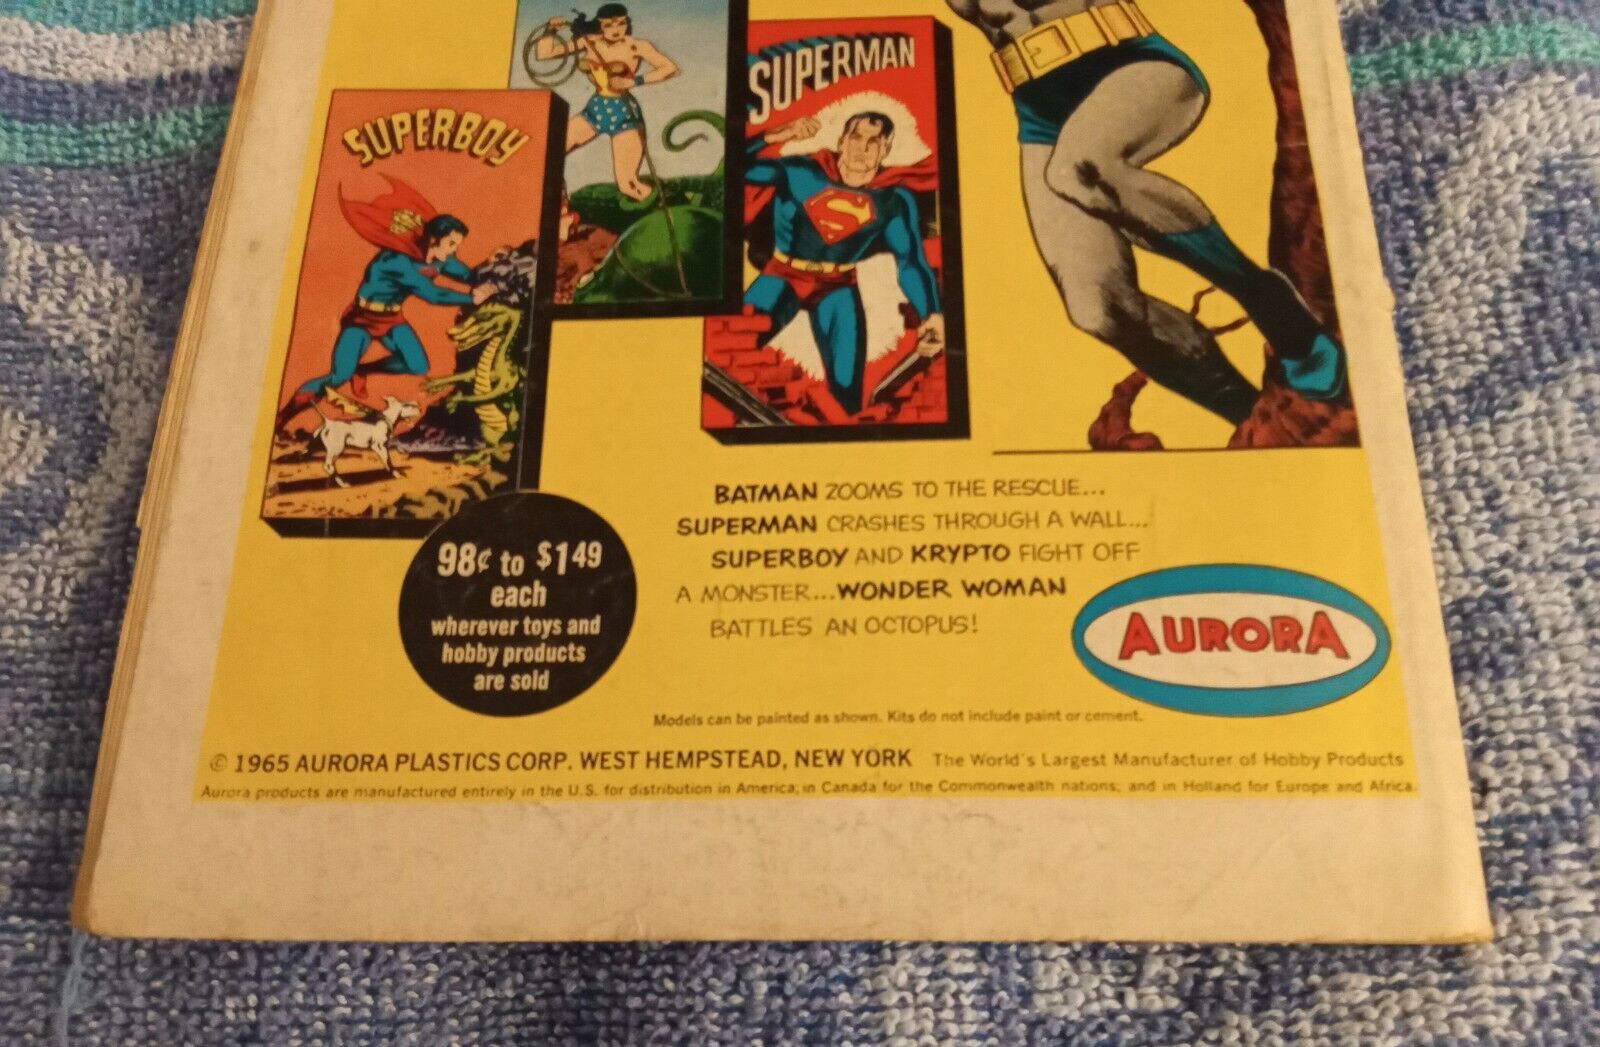 SUPERMAN
SUPERBOY
BATMAN ZOOMS TO THE RESCUE...
SUPERMAN CRASHES THROUGH A WALL...
SUPERBOY AND KRYPTO FIGHT OFF
A MONSTER...WONDER WOMAN
BATTLES AN OCTOPUS!
98¢ to $1.49
each
wherever toys and
hobby products
are sold
AURORA
Models can be painted as shown. Kits do not include paint or cement.
© 1965 AURORA PLASTICS CORP. WEST HEMPSTEAD, NEW YORK The World's Largest Manufacturer of Hobby Products
Aurora products are manufactured entirely in the U.S. for distribution in America; in Canada for the Commonwealth nations; and in Holland for Europe and Africa.